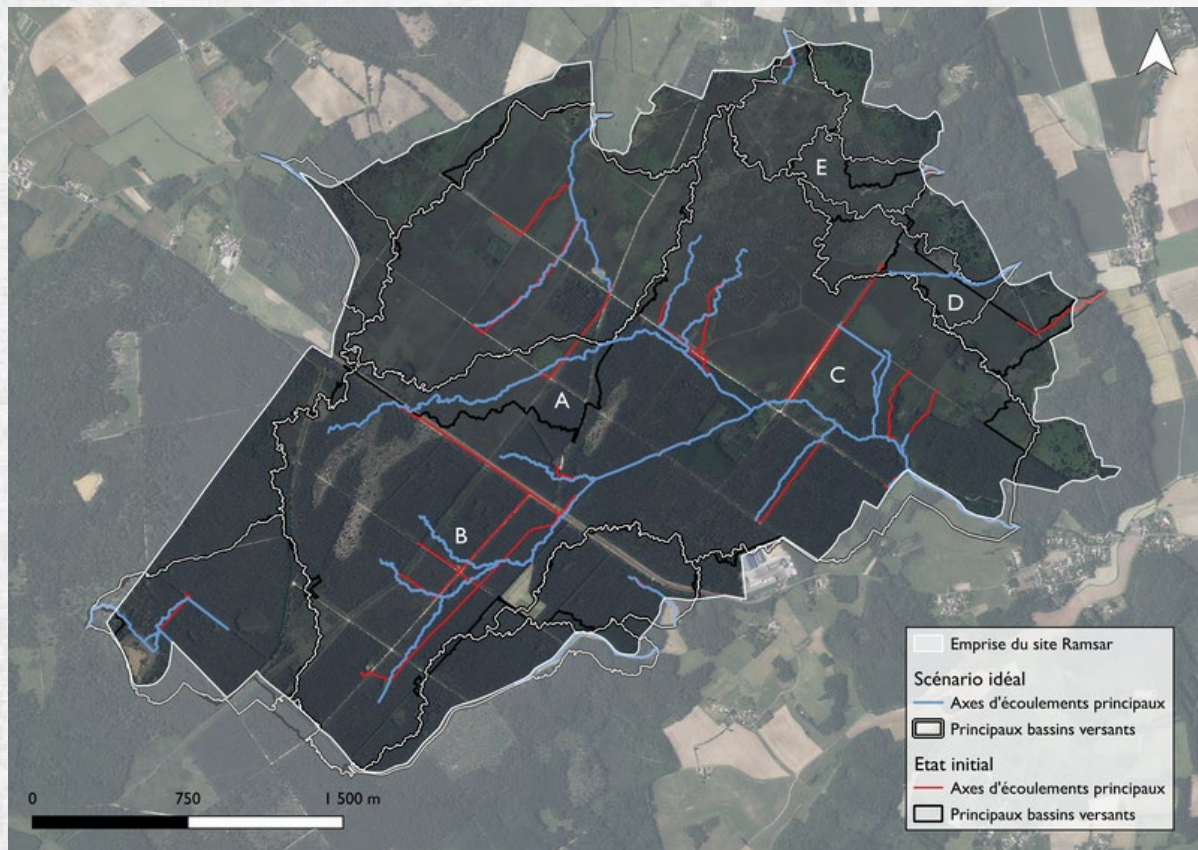 E
D
C
A
B
Emprise du site Ramsar
Scénario idéal
Axes d'écoulements principaux
Principaux bassins versants
Etat initial
Axes d'écoulements principaux
Principaux bassins versants
0 750 1 500 m